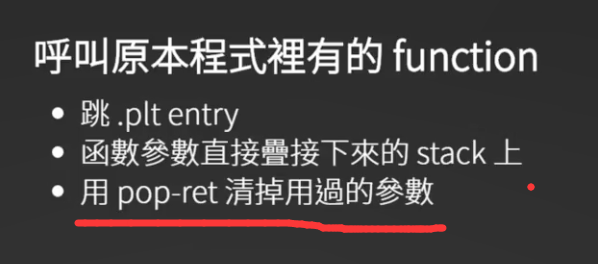 呼叫原本程式裡有的 function
跳 .plt entry
函數參數直接疊接下來的 stack 上
用 pop-ret 清掉用過的參數